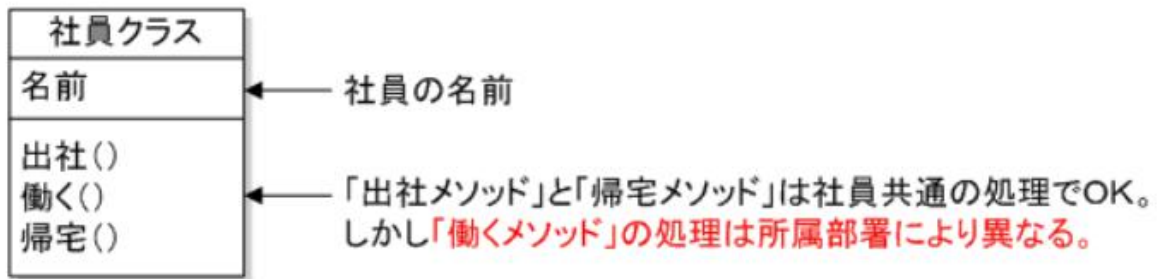 社員クラス
名前
社員の名前
出社()
働く()
帰宅()
「出社メソッド」と「帰宅メソッド」は社員共通の処理でOK。
しかし「働くメソッド」の処理は所属部署により異なる。